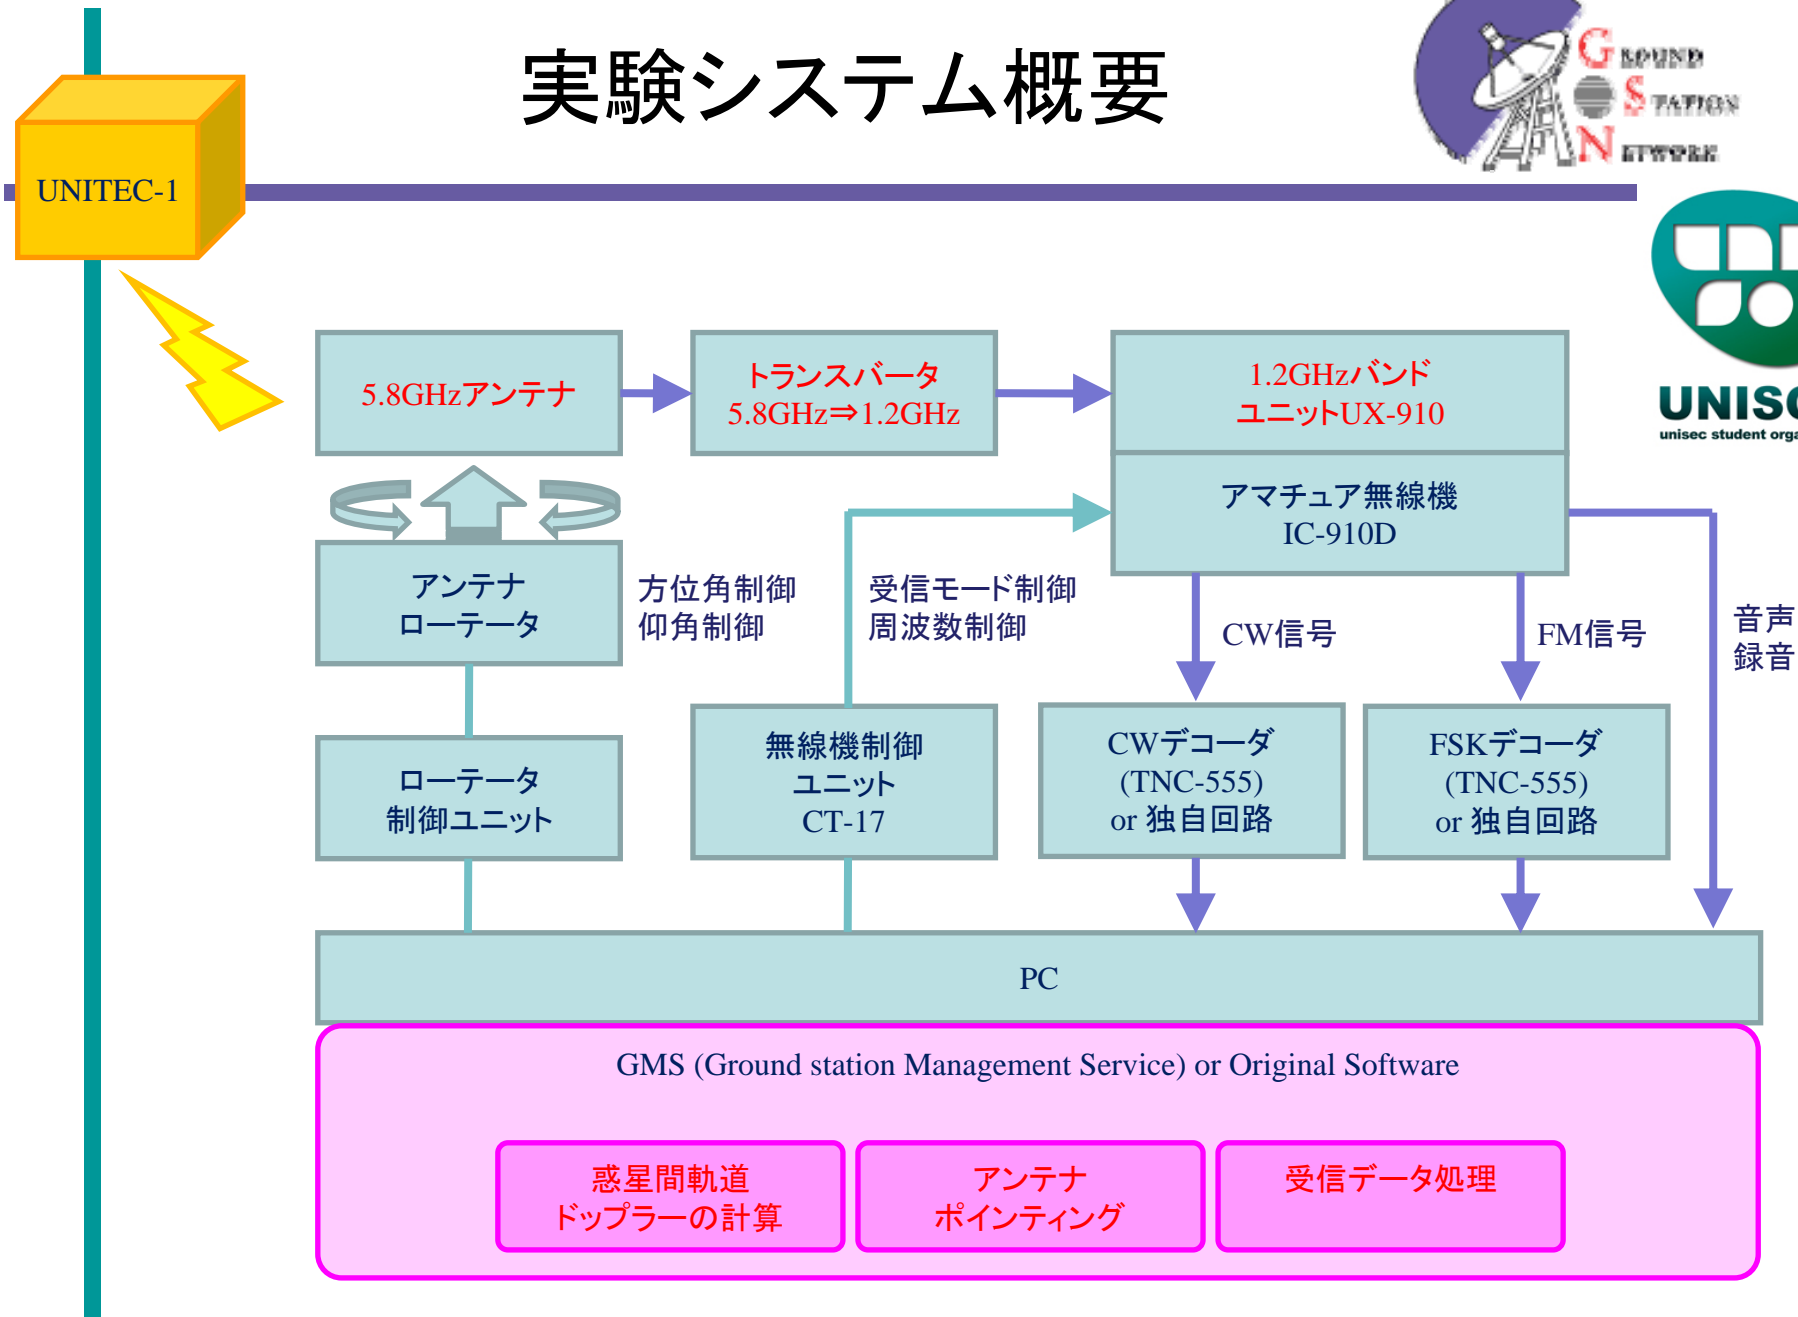 実験システム概要
GROUND
STATION
NETWORK
UNITEC-1
unisec student
5.8GHzアンテナ
トランスバータ
5.8GHz⇒1.2GHz
1.2GHzバンド
ユニットUX-910
アマチュア無線機
IC-910D
アンテナ
ローテータ
方位角制御
仰角制御
受信モード制御
周波数制御
CW信号
FM信号
音声
録音
ローテータ
制御ユニット
無線機制御
ユニット
CT-17
CWデコーダ
(TNC-555)
or 独自回路
FSKデコーダ
(TNC-555)
or 独自回路
PC
GMS (Ground station Management Service) or Original Software
惑星間軌道
ドップラーの計算
アンテナ
ポインティング
受信データ処理